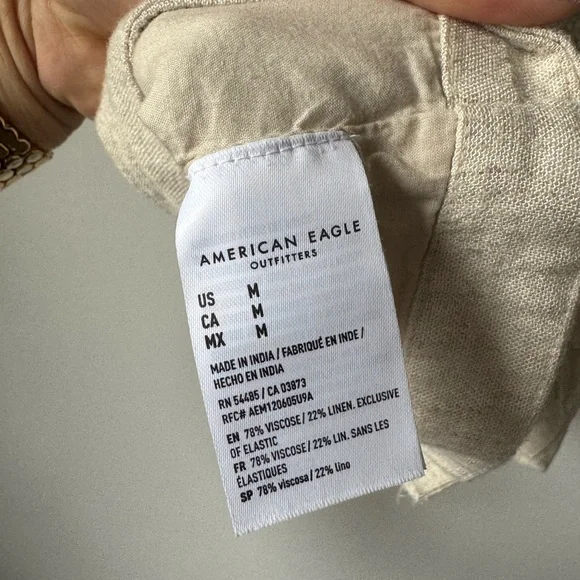 AMERICAN EAGLE
OUTFITTERS
US M
CA M
MX M
MADE IN INDIA / FABRIQUÉ EN INDE /
HECHO EN INDIA
RN 54485 / CA 03873
RFC# AEM120605U9A
EN 78% VISCOSE / 22% LINEN. EXCLUSIVE
OF ELASTIC
FR 78% VISCOSE / 22% LIN. SANS LES
ÉLASTIQUES
SP 78% viscosa / 22% lino